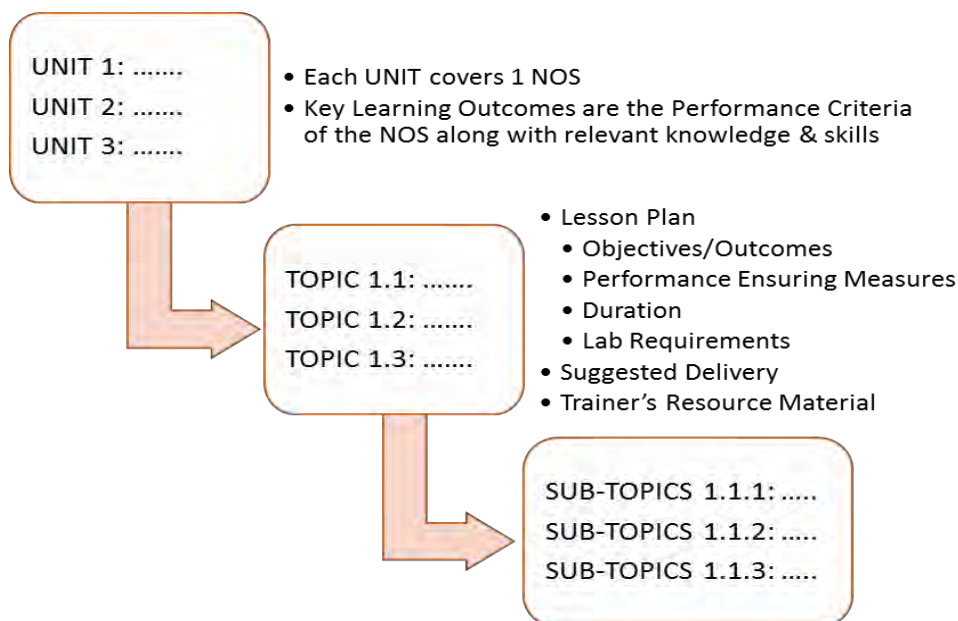 UNIT 1: .......
UNIT 2: .......
UNIT 3: .......
• Each UNIT covers 1 NOS
• Key Learning Outcomes are the Performance Criteria
of the NOS along with relevant knowledge & skills
TOPIC 1.1: .......
TOPIC 1.2: .......
TOPIC 1.3: .......
• Lesson Plan
• Objectives/Outcomes
• Performance Ensuring Measures
• Duration
• Lab Requirements
• Suggested Delivery
• Trainer’s Resource Material
SUB-TOPICS 1.1.1: .....
SUB-TOPICS 1.1.2: .....
SUB-TOPICS 1.1.3: .....